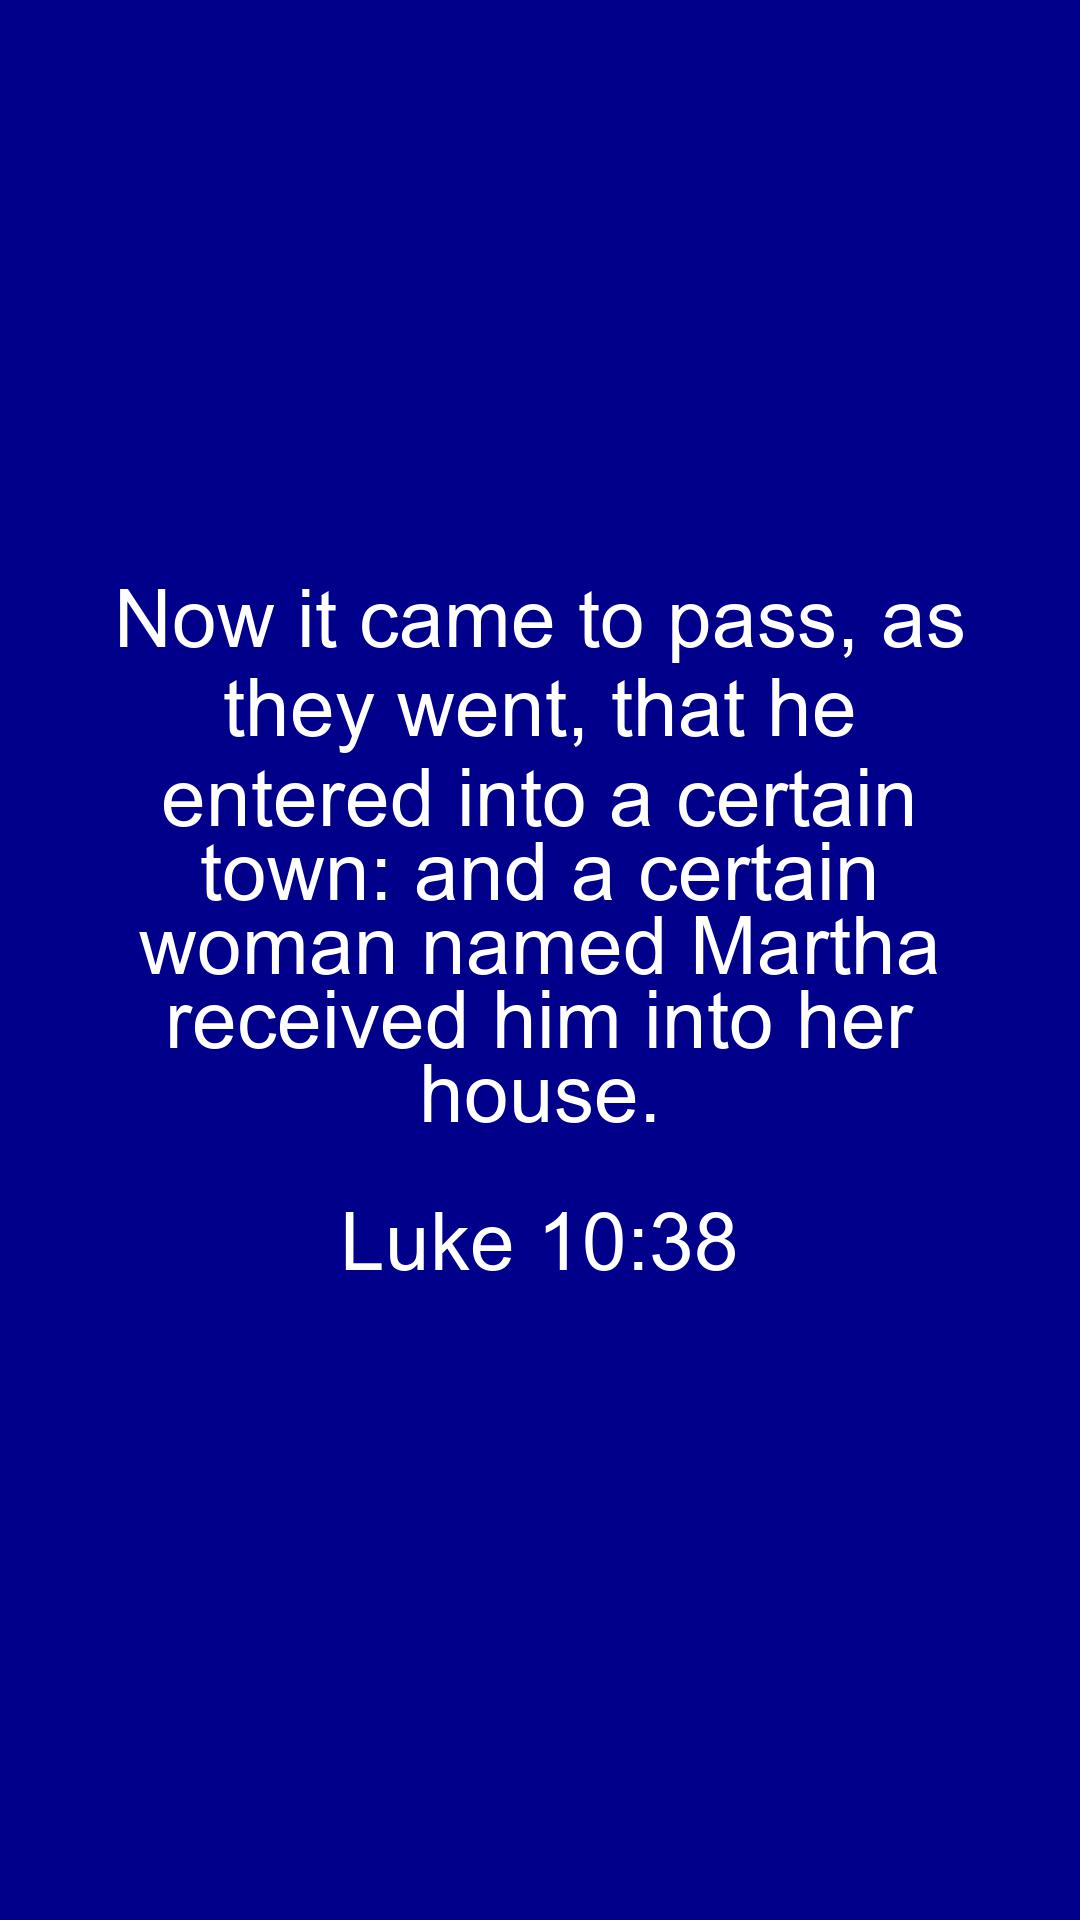 Now it came to pass, as
they went, that he
entered into a certain
town: and a certain
woman named Martha
received him into her
house.
Luke 10:38